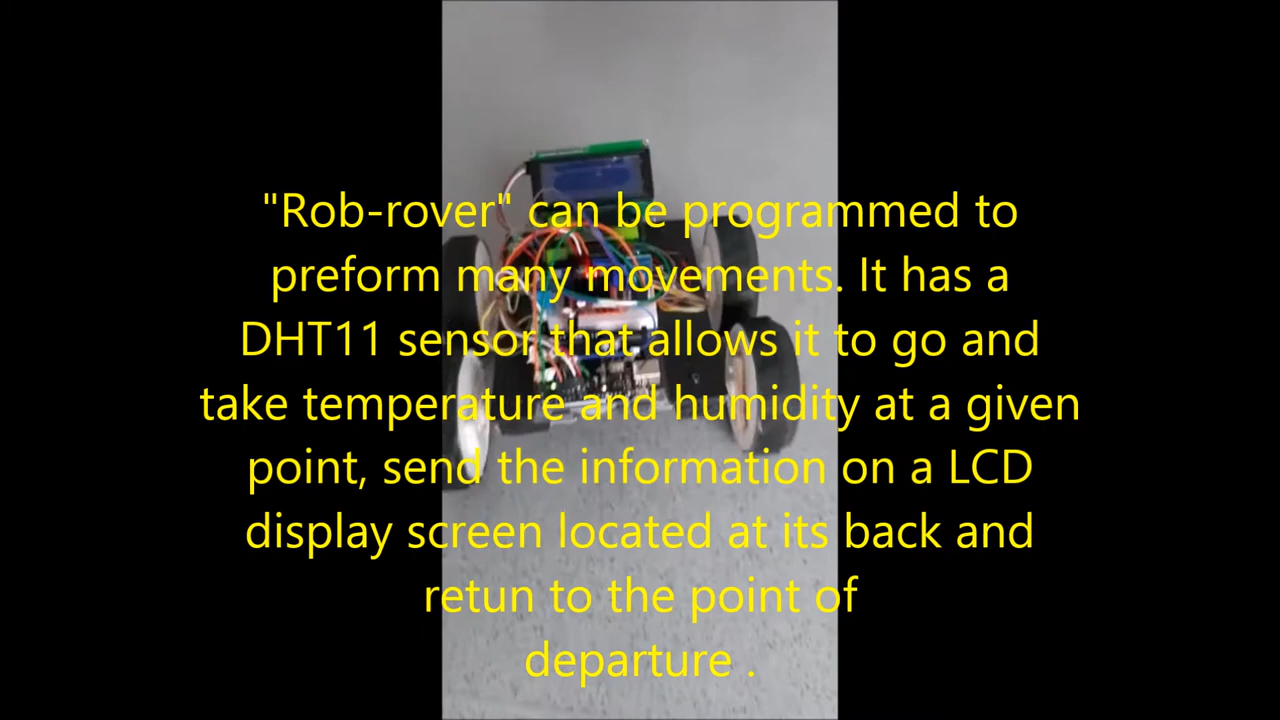 "Rob-rover" can be programmed to
preform many movements. It has a
DHT11 sensor that allows it to go and
take temperature and humidity at a given
point, send the information on a LCD
display screen located at its back and
retun to the point of
departure .